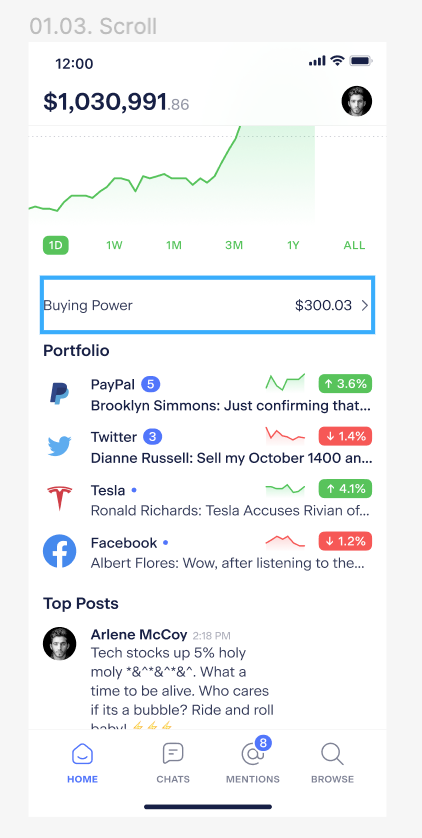 01.03. Scroll
12:00
$1,030,991.86
1D 1W 1M 3M 1Y ALL
Buying Power $300.03
Portfolio
PayPal 5 3.6%
Brooklyn Simmons: Just confirming that...
Twitter 3 1.4%
Dianne Russell: Sell my October 1400 an...
Tesla 4.1%
Ronald Richards: Tesla Accuses Rivian of...
Facebook 1.2%
Albert Flores: Wow, after listening to the...
Top Posts
Arlene McCoy 2:18 PM
Tech stocks up 5% holy
moly *&^*&^*&^. What a
time to be alive. Who cares
if its a bubble? Ride and roll
baby! ⚡⚡⚡
8
HOME CHATS MENTIONS BROWSE